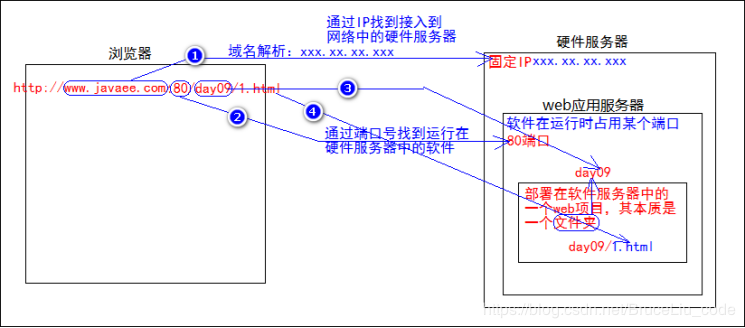 通过IP找到接入到
网络中的硬件服务器
浏览器
硬件服务器
①
域名解析：xxx.xx.xx.xxx
固定IPxxx.xx.xx.xxx
http://www.javaee.com:80/day09/1.html
③
②
④
web应用服务器
软件在运行时占用某个端口
通过端口号找到运行在
硬件服务器中的软件
80端口
day09
部署在软件服务器中的
一个web项目，其本质是
一个文件夹
day09/1.html
https://blog.csdn.net/BruceLiu_code